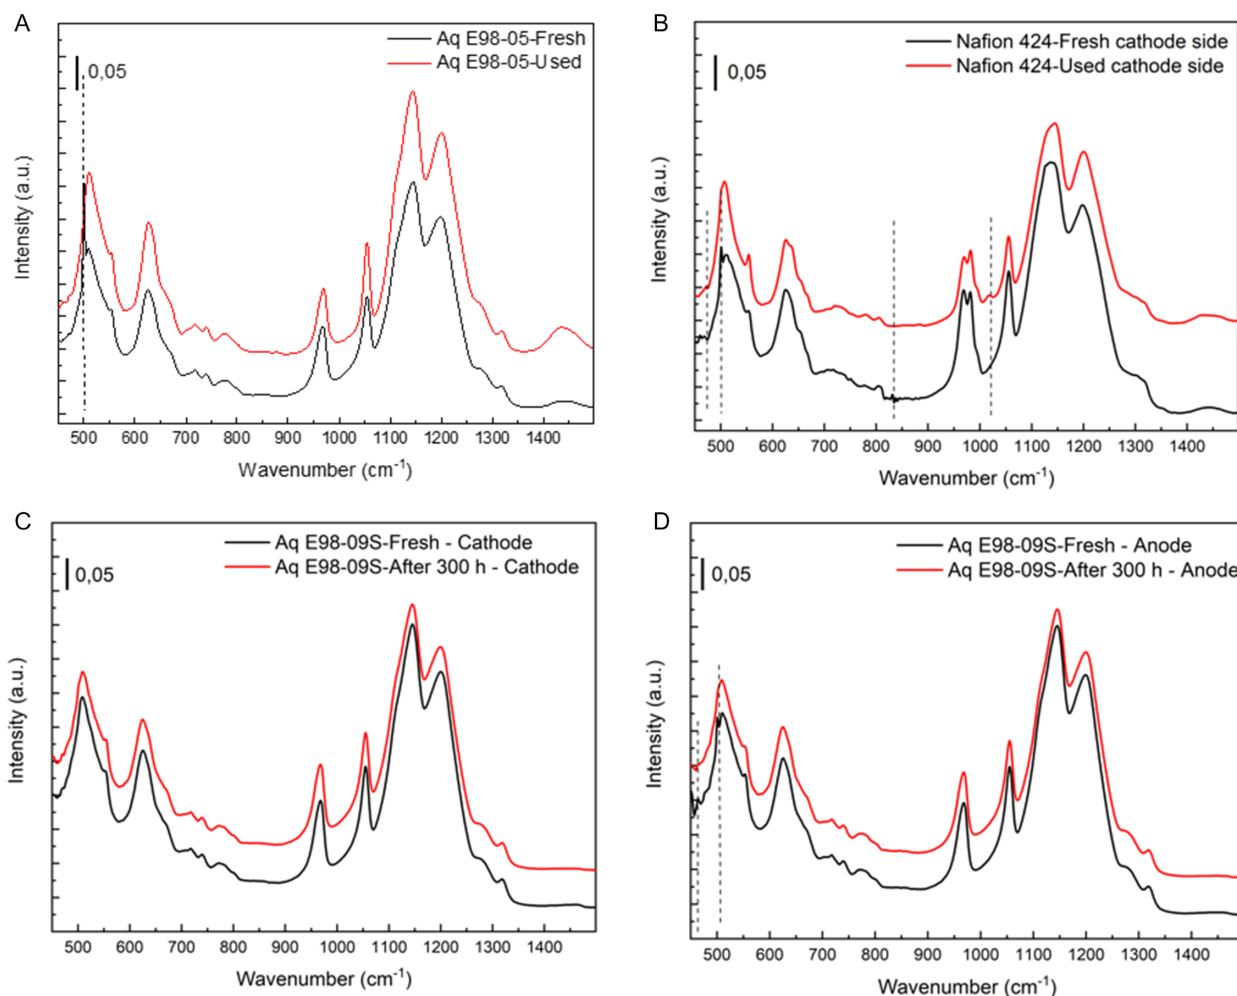 A
Aq E98-05-Fresh
Aq E98-05-Used
0,05
Intensity (a.u.)
500 600 700 800 900 1000 1100 1200 1300 1400
Wavenumber (cm⁻¹)
B
Nafion 424-Fresh cathode side
Nafion 424-Used cathode side
0,05
Intensity (a.u.)
500 600 700 800 900 1000 1100 1200 1300 1400
Wavenumber (cm⁻¹)
C
Aq E98-09S-Fresh - Cathode
Aq E98-09S-After 300 h - Cathode
0,05
Intensity (a.u.)
500 600 700 800 900 1000 1100 1200 1300 1400
Wavenumber (cm⁻¹)
D
Aq E98-09S-Fresh - Anode
Aq E98-09S-After 300 h - Anode
0,05
Intensity (a.u.)
500 600 700 800 900 1000 1100 1200 1300 1400
Wavenumber (cm⁻¹)